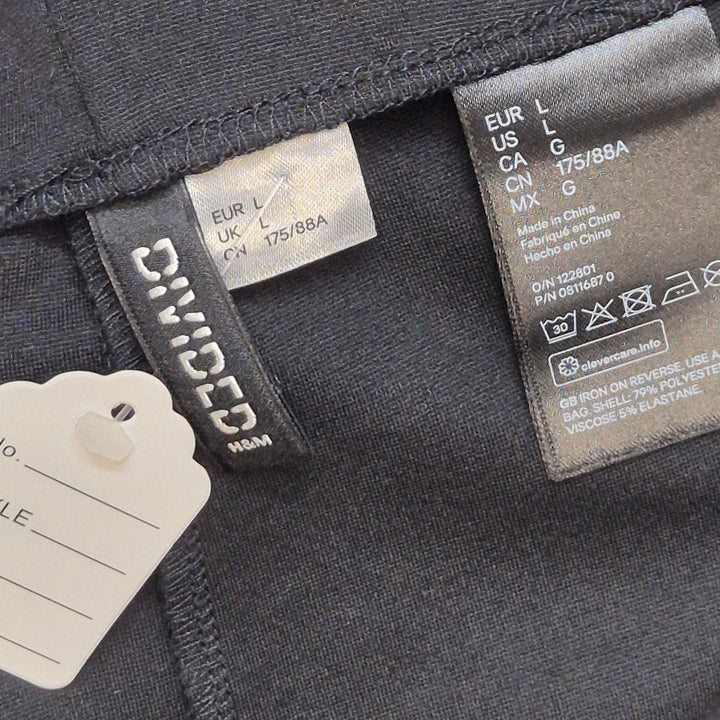 EUR L
UK L
CN 175/88A
DIVIDED
H&M
No.
EUR L
US L
CA G
CN 175/88A
MX G
Made in China
Fabriqué en Chine
Hecho en China
O/N 122801
P/N 0811687 0
30
clevercare.info
GB IRON ON REVERSE. USE A
BAG. SHELL: 79% POLYESTE
VISCOSE 5% ELASTANE